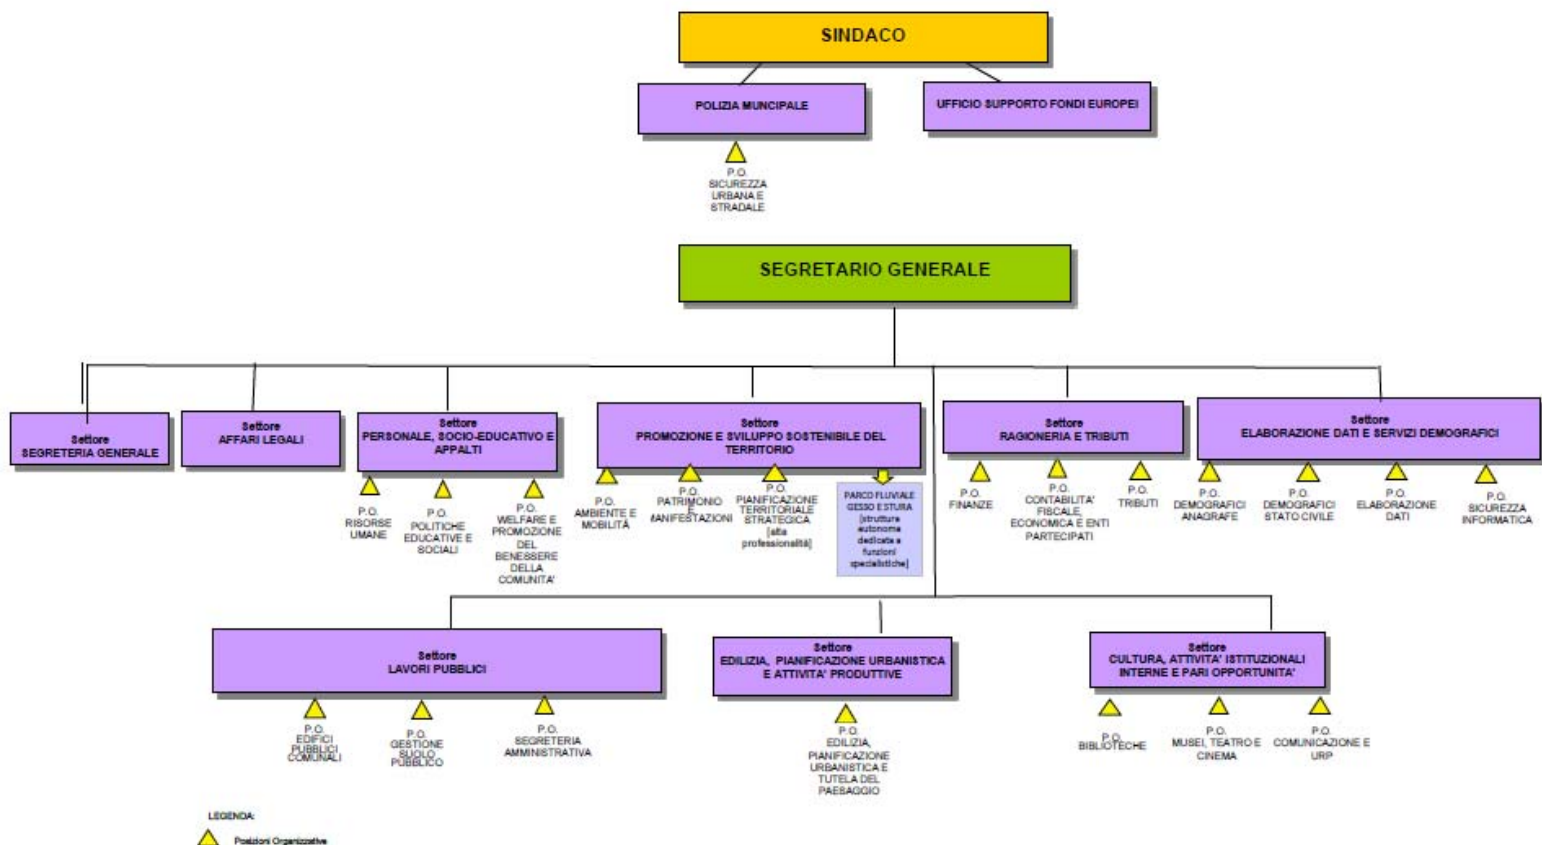 SINDACO
POLIZIA MUNCIPALE
UFFICIO SUPPORTO FONDI EUROPEI
P.O.
SICUREZZA
URBANA E
STRADALE
SEGRETARIO GENERALE
Settore
SEGRETERIA GENERALE
Settore
AFFARI LEGALI
Settore
PERSONALE, SOCIO-EDUCATIVO E
APPALTI
Settore
PROMOZIONE E SVILUPPO SOSTENIBILE DEL
TERRITORIO
Settore
RAGIONERIA E TRIBUTI
Settore
ELABORAZIONE DATI E SERVIZI DEMOGRAFICI
P.O.
RISORSE
UMANE
P.O.
POLITICHE
EDUCATIVE E
SOCIALI
P.O.
WELFARE E
PROMOZIONE
DEL
BENESSERE
DELLA
COMUNITA'
P.O.
AMBIENTE E
MOBILITÀ
P.O.
PATRIMONIO
E
MANIFESTAZIONI
P.O.
PIANIFICAZIONE
TERRITORIALE
STRATEGICA
[alta
professionalità]
PARCO FLUVIALE
GESSO E STURA
[struttura
autonoma
dedicata a
funzioni
specialistiche]
P.O.
FINANZE
P.O.
CONTABILITA'
FISCALE,
ECONOMICA E ENTI
PARTECIPATI
P.O.
TRIBUTI
P.O.
DEMOGRAFICI
ANAGRAFE
P.O.
DEMOGRAFICI
STATO CIVILE
P.O.
ELABORAZIONE
DATI
P.O.
SICUREZZA
INFORMATICA
Settore
LAVORI PUBBLICI
Settore
EDILIZIA, PIANIFICAZIONE URBANISTICA
E ATTIVITA' PRODUTTIVE
Settore
CULTURA, ATTIVITA' ISTITUZIONALI
INTERNE E PARI OPPORTUNITA'
P.O.
EDIFICI
PUBBLICI
COMUNALI
P.O.
GESTIONE
SUOLO
PUBBLICO
P.O.
SEGRETERIA
AMMINISTRATIVA
P.O.
EDILIZIA,
PIANIFICAZIONE
URBANISTICA E
TUTELA DEL
PAESAGGIO
P.O.
BIBLIOTECHE
P.O.
MUSEI, TEATRO E
CINEMA
P.O.
COMUNICAZIONE E
URP
LEGENDA:
Posizioni Organizzative